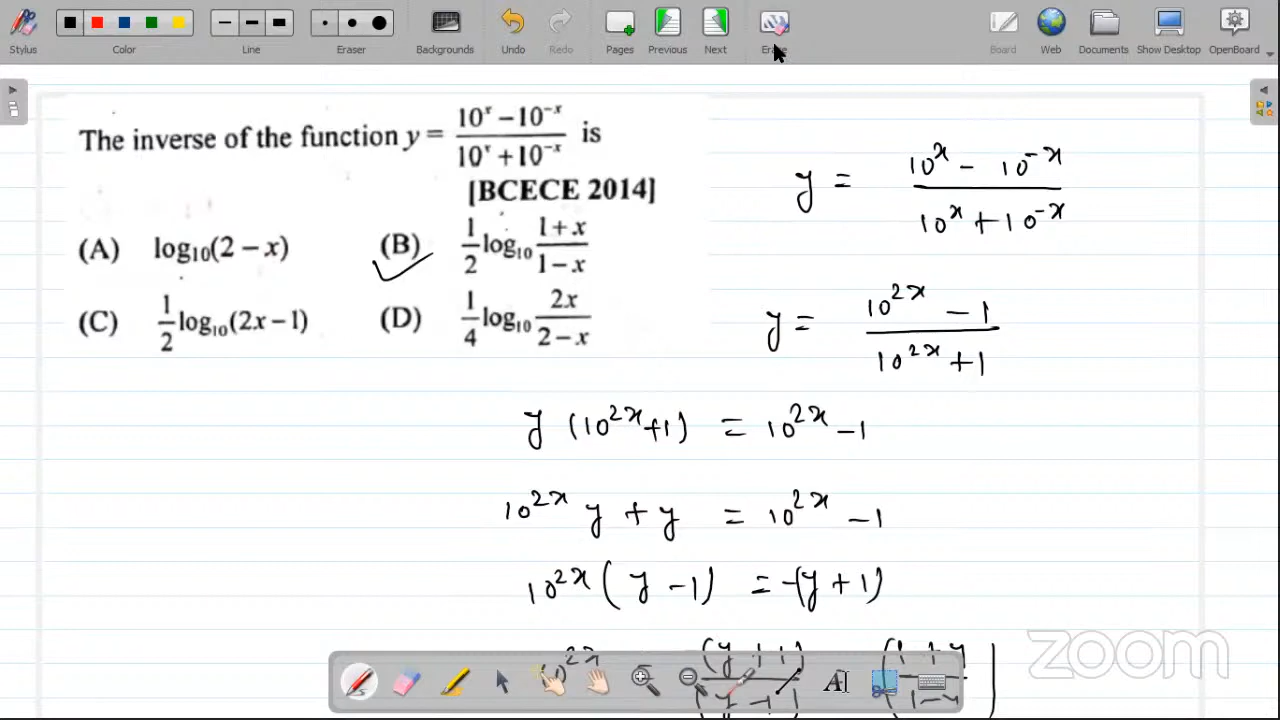 Stylus Color Line Eraser Backgrounds Undo Redo Pages Previous Next Erase Board Web Documents Show Desktop OpenBoard
The inverse of the function y = (10^x − 10^−x)/(10^x + 10^−x) is
[BCECE 2014]
(A) log₁₀(2 − x) (B) 1/2 log₁₀ (1 + x)/(1 − x)
(C) 1/2 log₁₀(2x − 1) (D) 1/4 log₁₀ 2x/(2 − x)
y = (10^x − 10^−x)/(10^x + 10^−x)
y = (10^2x − 1)/(10^2x + 1)
y (10^2x + 1) = 10^2x − 1
10^2x y + y = 10^2x − 1
10^2x (y − 1) = −(y + 1)
zoom